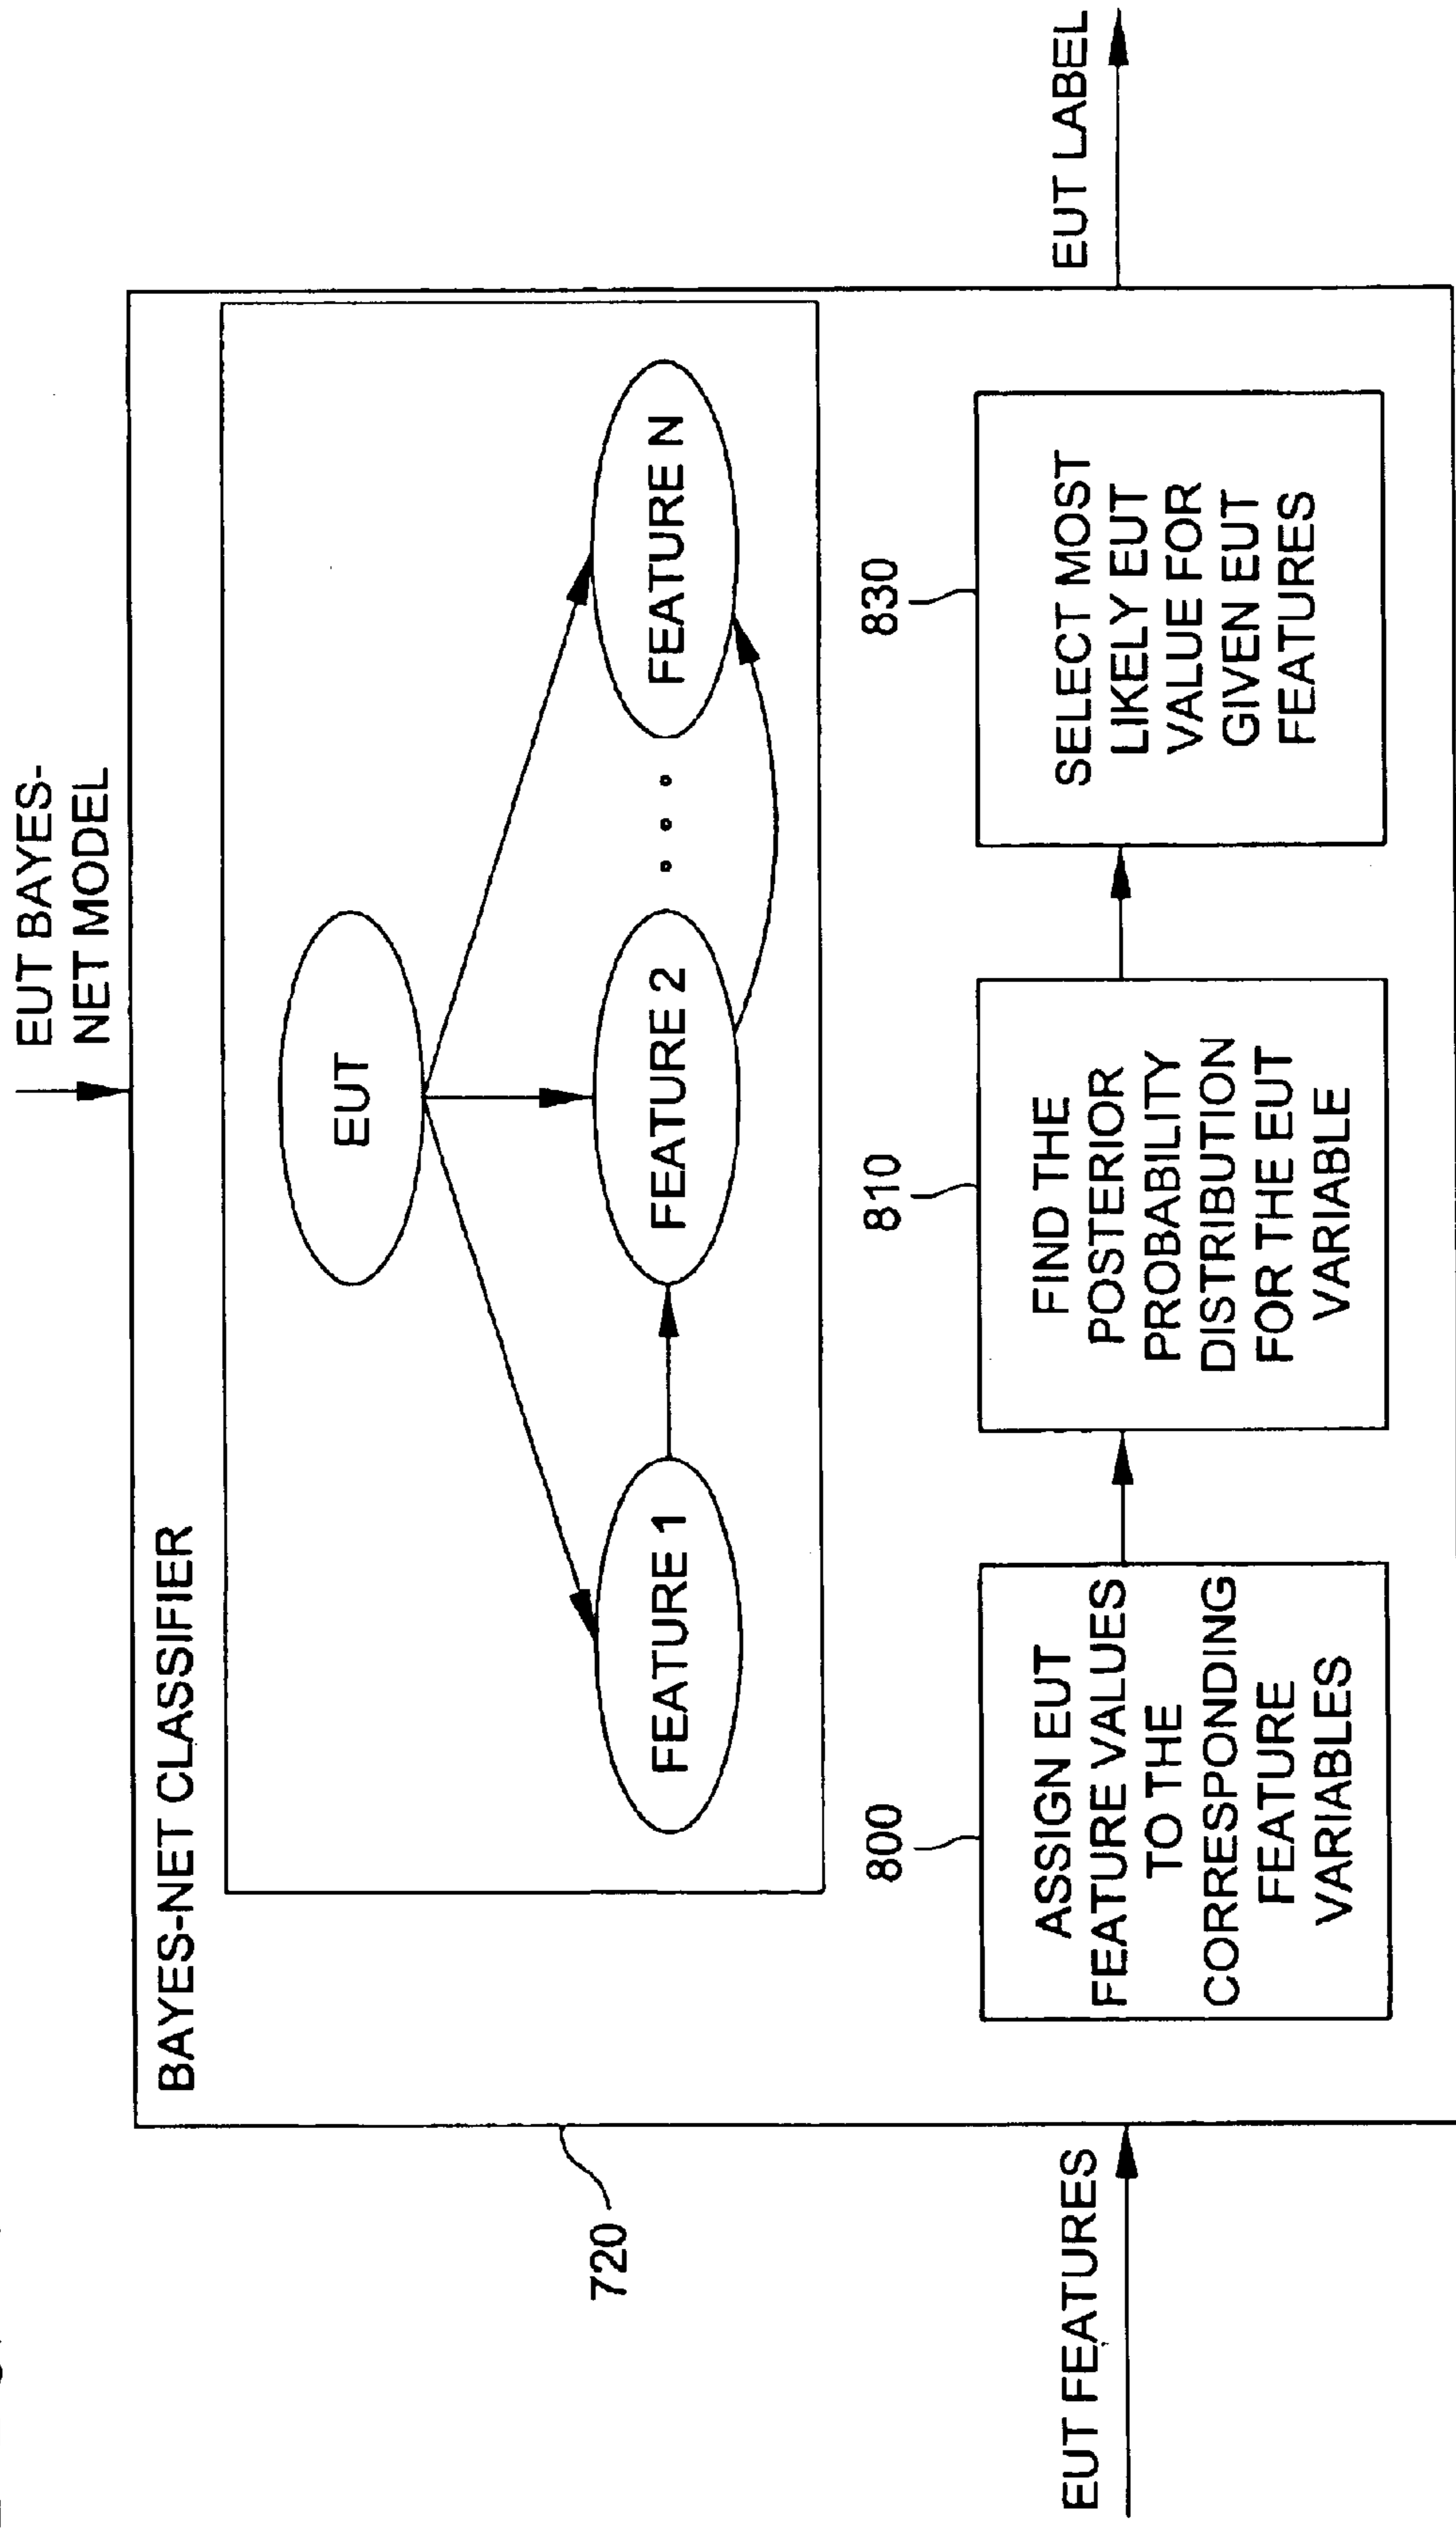 EUT BAYES-
NET MODEL
BAYES-NET CLASSIFIER
EUT
FEATURE 1
FEATURE 2
FEATURE N
720
800
810
830
EUT FEATURES
ASSIGN EUT
FEATURE VALUES
TO THE
CORRESPONDING
FEATURE
VARIABLES
FIND THE
POSTERIOR
PROBABILITY
DISTRIBUTION
FOR THE EUT
VARIABLE
SELECT MOST
LIKELY EUT
VALUE FOR
GIVEN EUT
FEATURES
EUT LABEL